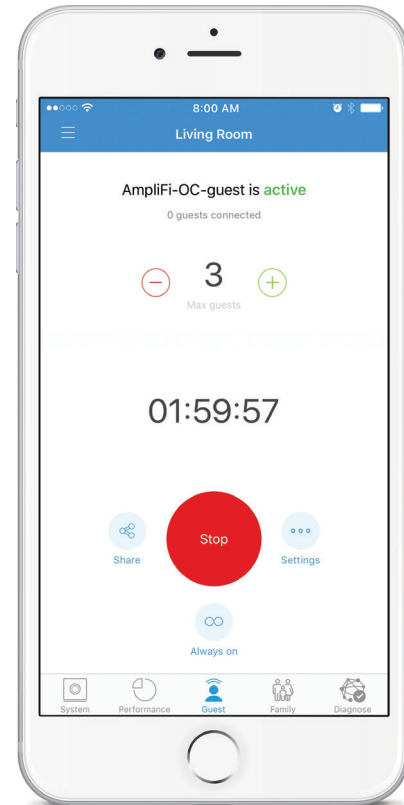 8:00 AM
Living Room
AmpliFi-OC-guest is active
0 guests connected
3
Max guests
01:59:57
Share
Stop
Settings
Always on
System Performance Guest Family Diagnose